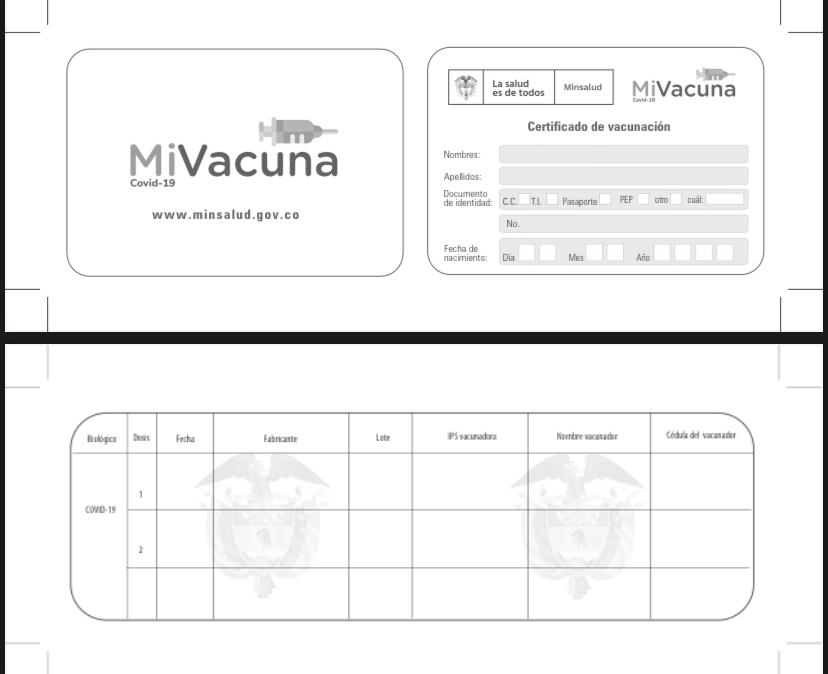 MiVacuna
Covid-19
www.minsalud.gov.co
La salud
es de todos
Minsalud
MiVacuna
Covid-19
Certificado de vacunación
Nombres:
Apellidos:
Documento
de identidad:
C.C. T.I. Pasaporte PEP otro cuál:
No.
Fecha de
nacimiento:
Día Mes Año
Biológico Dosis Fecha Fabricante Lote IPS vacunadora Nombre vacunador Cédula del vacunador
1
COVID-19
2